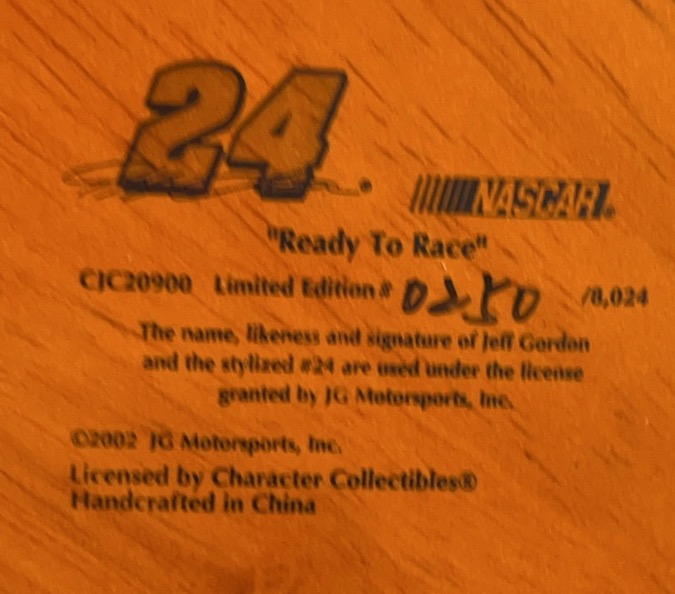 24
NASCAR®
"Ready To Race"
CJC20900 Limited Edition # 0250 /8,024
The name, likeness and signature of Jeff Gordon
and the stylized #24 are used under the license
granted by JG Motorsports, Inc.
©2002 JG Motorsports, Inc.
Licensed by Character Collectibles®
Handcrafted in China